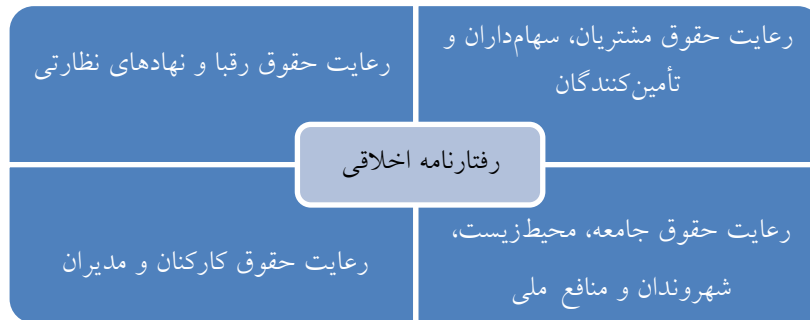 رعایت حقوق مشتریان، سهام‌داران و
تأمین‌کنندگان
رعایت حقوق رقبا و نهادهای نظارتی
رفتارنامه اخلاقی
رعایت حقوق جامعه، محیط‌زیست،
شهروندان و منافع ملی
رعایت حقوق کارکنان و مدیران